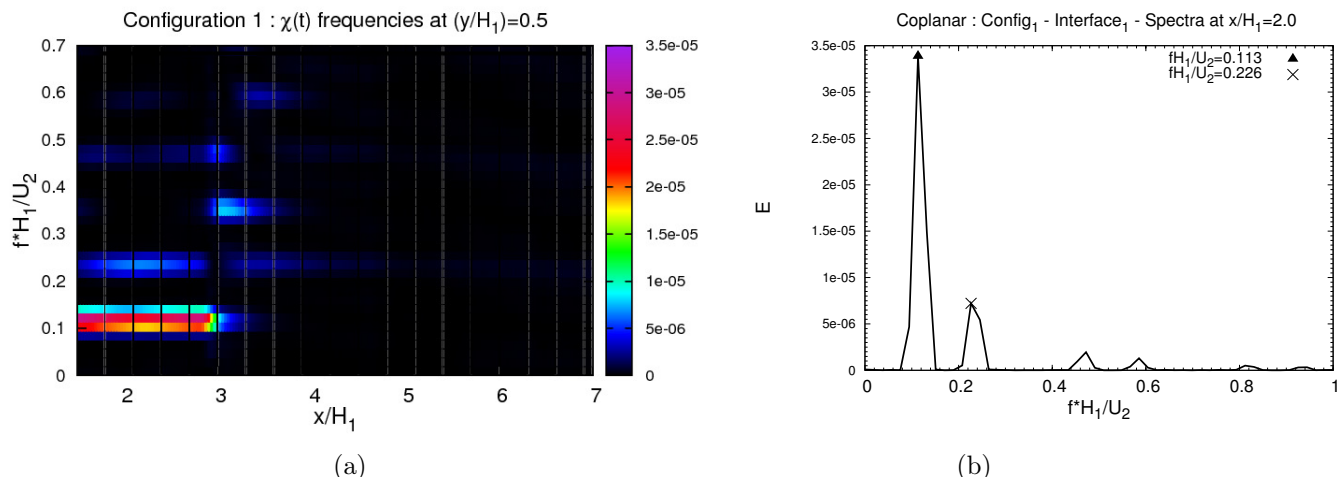 Configuration 1 : χ(t) frequencies at (y/H₁)=0.5
f*H₁/U₂
0.7
0.6
0.5
0.4
0.3
0.2
0.1
0
2
3
4
5
6
7
x/H₁
3.5e-05
3e-05
2.5e-05
2e-05
1.5e-05
1e-05
5e-06
0
(a)
Coplanar : Config₁ - Interface₁ - Spectra at x/H₁=2.0
E
3.5e-05
3e-05
2.5e-05
2e-05
1.5e-05
1e-05
5e-06
0
fH₁/U₂=0.113
fH₁/U₂=0.226
0
0.2
0.4
0.6
0.8
1
f*H₁/U₂
(b)